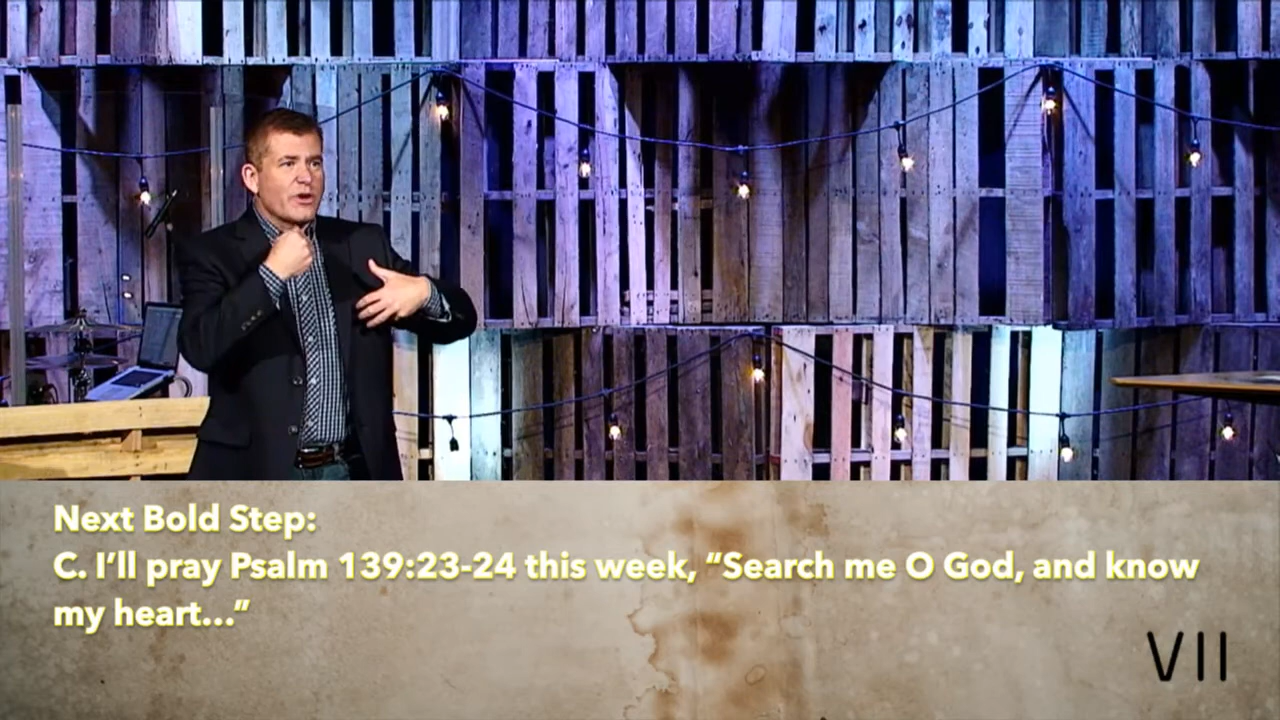 Next Bold Step:
C. I’ll pray Psalm 139:23-24 this week, “Search me O God, and know
my heart...”
VII